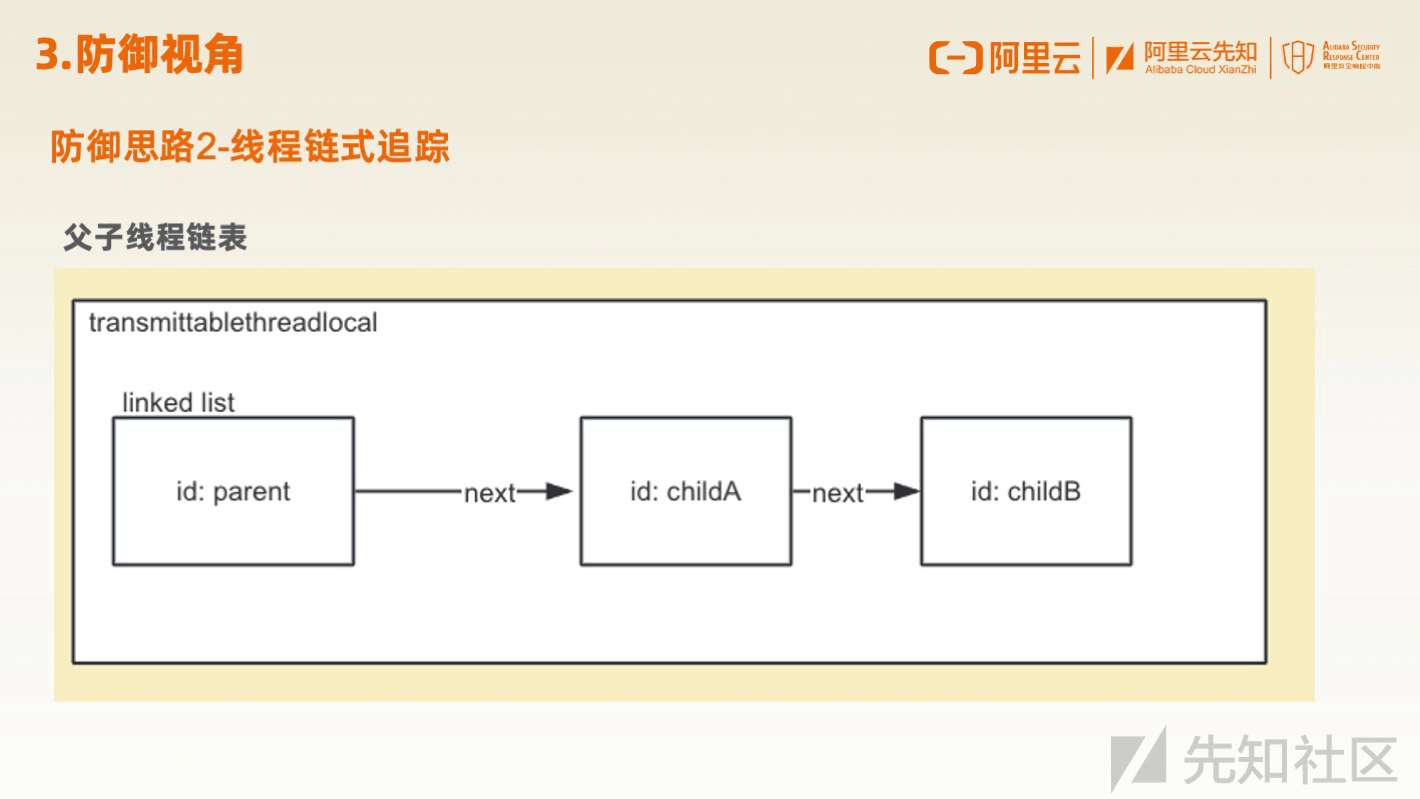 3.防御视角
阿里云
阿里云先知
Alibaba Cloud XianZhi
ALIBABA SECURITY
RESPONSE CENTER
防御思路2-线程链式追踪
父子线程链表
transmittablethreadlocal
linked list
id: parent
next
id: childA
next
id: childB
先知社区